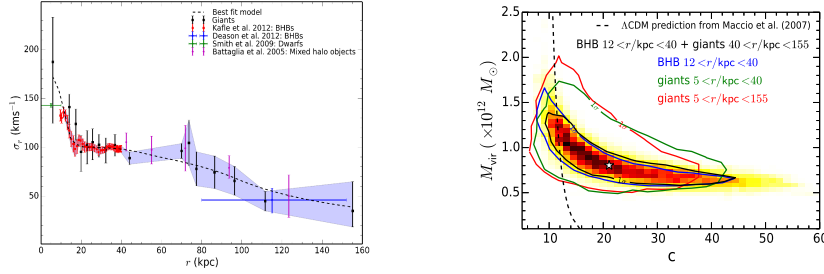 Best fit model
Giants
Kafle et al. 2012: BHBs
Deason et al. 2012: BHBs
Smith et al. 2009: Dwarfs
Battaglia et al. 2005: Mixed halo objects
200
150
100
50
0 20 40 60 80 100 120 140 160
σr (kms⁻¹)
r (kpc)
ΛCDM prediction from Maccio et al. (2007)
BHB 12<r/kpc<40 + giants 40<r/kpc<155
BHB 12<r/kpc<40
giants 5<r/kpc<40
giants 5<r/kpc<155
2.5
2.0
1.5
1.0
0.5
10 20 30 40 50 60
Mvir (×10¹² M⊙)
c